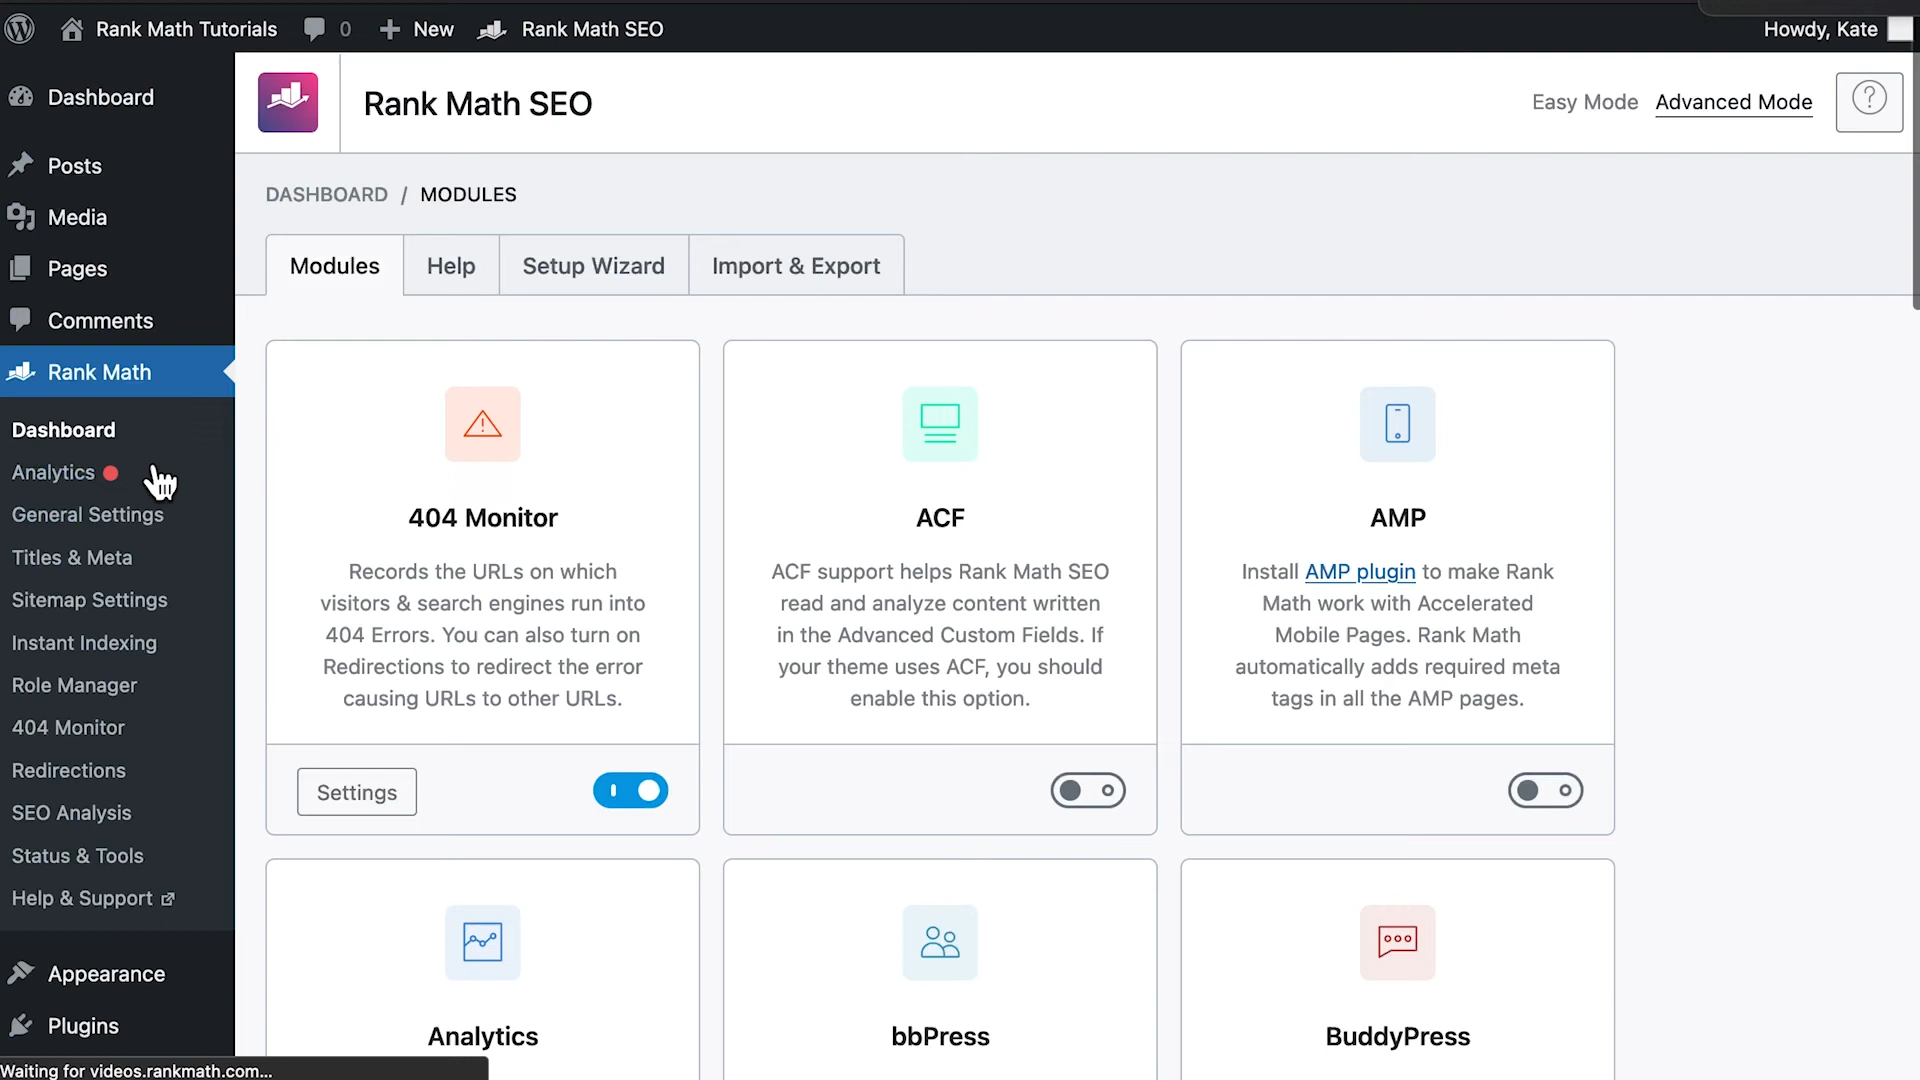 Rank Math Tutorials
0
New
Rank Math SEO
Howdy, Kate
Dashboard
Posts
Media
Pages
Comments
Rank Math
Dashboard
Analytics
General Settings
Titles & Meta
Sitemap Settings
Instant Indexing
Role Manager
404 Monitor
Redirections
SEO Analysis
Status & Tools
Help & Support
Appearance
Plugins
Waiting for videos.rankmath.com...
Rank Math SEO
Easy Mode
Advanced Mode
?
DASHBOARD / MODULES
Modules
Help
Setup Wizard
Import & Export
404 Monitor
Records the URLs on which
visitors & search engines run into
404 Errors. You can also turn on
Redirections to redirect the error
causing URLs to other URLs.
Settings
ACF
ACF support helps Rank Math SEO
read and analyze content written
in the Advanced Custom Fields. If
your theme uses ACF, you should
enable this option.
AMP
Install AMP plugin to make Rank
Math work with Accelerated
Mobile Pages. Rank Math
automatically adds required meta
tags in all the AMP pages.
Analytics
bbPress
BuddyPress